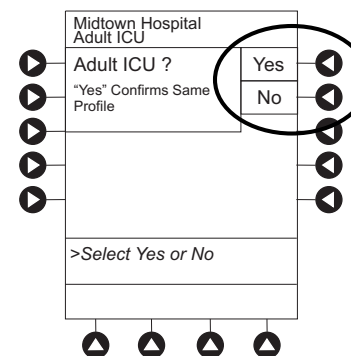 Midtown Hospital
Adult ICU
Adult ICU ?
Yes
“Yes” Confirms Same
Profile
No
>Select Yes or No